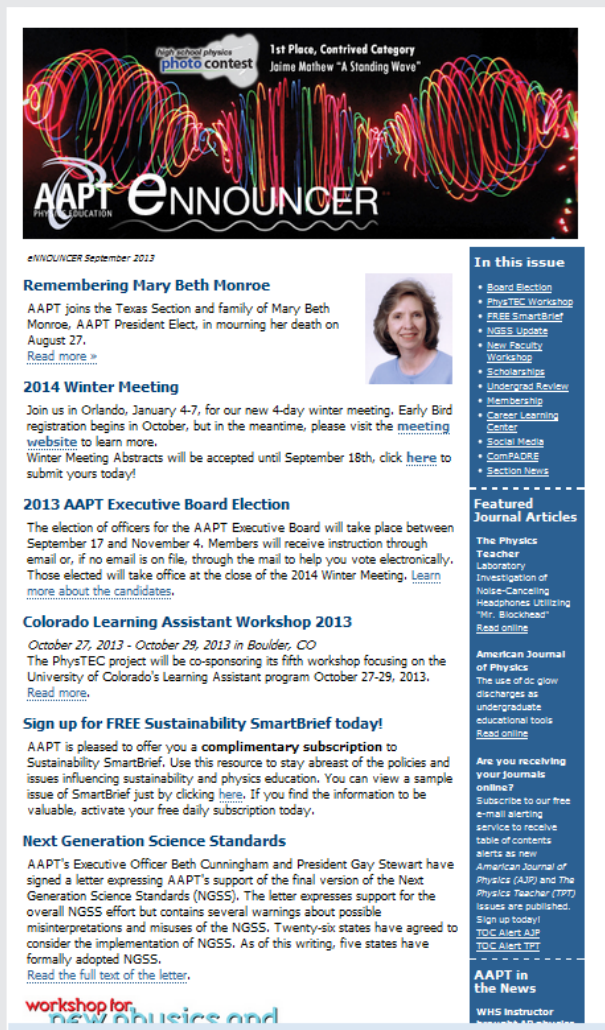 high school physics
photo contest
1st Place, Contrived Category
Jaime Mathew "A Standing Wave"
AAPT
PHYSICS EDUCATION
eNNOUNCER
eNNOUNCER September 2013
Remembering Mary Beth Monroe
AAPT joins the Texas Section and family of Mary Beth
Monroe, AAPT President Elect, in mourning her death on
August 27.
Read more »
2014 Winter Meeting
Join us in Orlando, January 4-7, for our new 4-day winter meeting. Early Bird
registration begins in October, but in the meantime, please visit the meeting
website to learn more.
Winter Meeting Abstracts will be accepted until September 18th, click here to
submit yours today!
2013 AAPT Executive Board Election
The election of officers for the AAPT Executive Board will take place between
September 17 and November 4. Members will receive instruction through
email or, if no email is on file, through the mail to help you vote electronically.
Those elected will take office at the close of the 2014 Winter Meeting. Learn
more about the candidates.
Colorado Learning Assistant Workshop 2013
October 27, 2013 - October 29, 2013 in Boulder, CO
The PhysTEC project will be co-sponsoring its fifth workshop focusing on the
University of Colorado's Learning Assistant program October 27-29, 2013.
Read more.
Sign up for FREE Sustainability SmartBrief today!
AAPT is pleased to offer you a complimentary subscription to
Sustainability SmartBrief. Use this resource to stay abreast of the policies and
issues influencing sustainability and physics education. You can view a sample
issue of SmartBrief just by clicking here. If you find the information to be
valuable, activate your free daily subscription today.
Next Generation Science Standards
AAPT's Executive Officer Beth Cunningham and President Gay Stewart have
signed a letter expressing AAPT's support of the final version of the Next
Generation Science Standards (NGSS). The letter expresses support for the
overall NGSS effort but contains several warnings about possible
misinterpretations and misuses of the NGSS. Twenty-six states have agreed to
consider the implementation of NGSS. As of this writing, five states have
formally adopted NGSS.
Read the full text of the letter.
workshop for
new physics and
In this issue
• Board Election
• PhysTEC Workshop
• FREE SmartBrief
• NGSS Update
• New Faculty
Workshop
• Scholarships
• Undergrad Review
• Membership
• Career Learning
Center
• Social Media
• ComPADRE
• Section News
Featured
Journal Articles
The Physics
Teacher
Laboratory
Investigation of
Noise-Canceling
Headphones Utilizing
"Mr. Blockhead"
Read online
American Journal
of Physics
The use of dc glow
discharges as
undergraduate
educational tools
Read online
Are you receiving
your journals
online?
Subscribe to our free
e-mail alerting
service to receive
table of contents
alerts as new
American Journal of
Physics (AJP) and The
Physics Teacher (TPT)
issues are published.
Sign up today!
TOC Alert AJP
TOC Alert TPT
AAPT in
the News
WHS Instructor